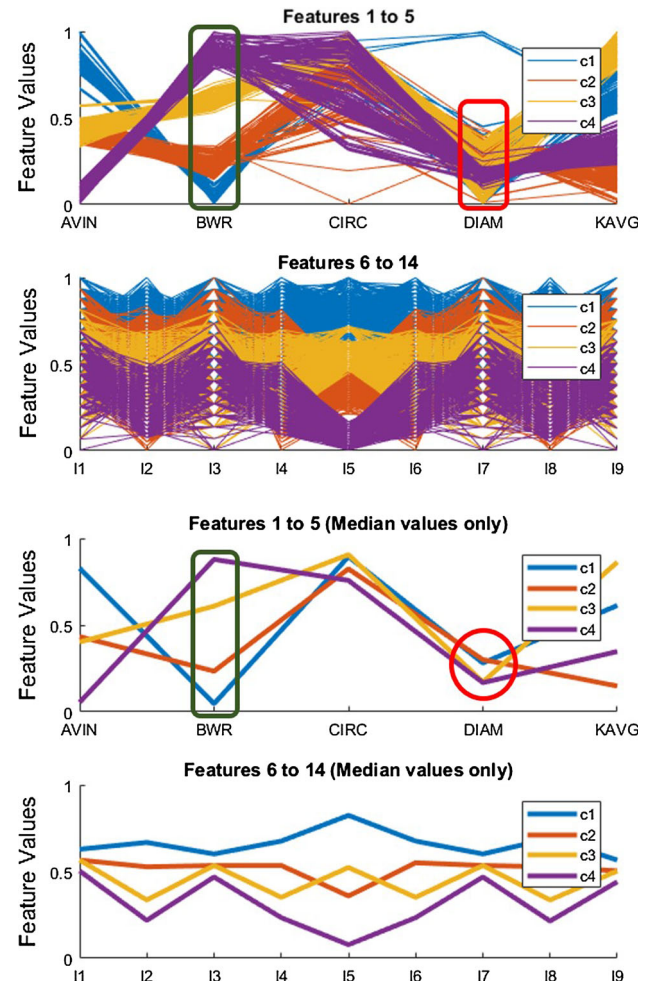 Features 1 to 5
Feature Values
1
0.5
0
AVIN BWR CIRC DIAM KAVG
c1
c2
c3
c4
Features 6 to 14
Feature Values
1
0.5
0
I1 I2 I3 I4 I5 I6 I7 I8 I9
c1
c2
c3
c4
Features 1 to 5 (Median values only)
Feature Values
1
0.5
0
AVIN BWR CIRC DIAM KAVG
c1
c2
c3
c4
Features 6 to 14 (Median values only)
Feature Values
1
0.5
0
I1 I2 I3 I4 I5 I6 I7 I8 I9
c1
c2
c3
c4